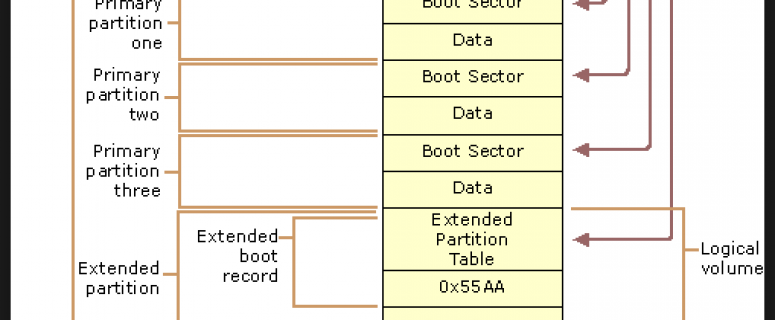 Primary
partition
one
Boot Sector
Data
Primary
partition
two
Boot Sector
Data
Primary
partition
three
Boot Sector
Data
Extended
partition
Extended
boot
record
Extended
Partition
Table
0x55AA
Logical
volume